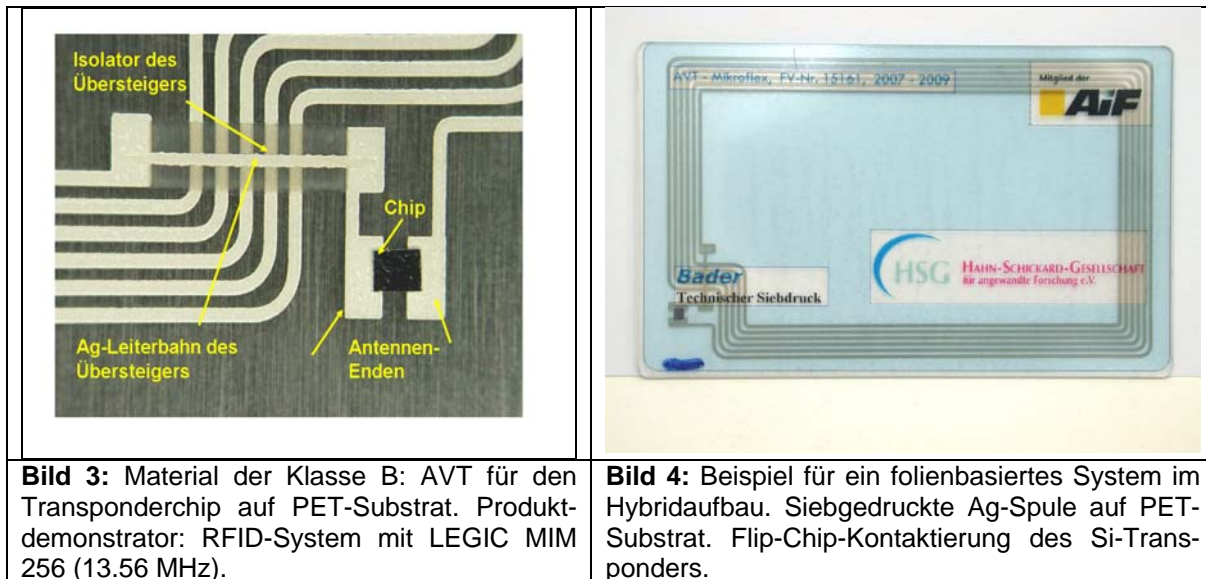 Isolator des
Übersteigers
Chip
Ag-Leiterbahn des
Übersteigers
Antennen-
Enden
AVT - Mikroflex, FV-Nr. 15161, 2007 - 2009
Mitglied der
AiF
Bader
Technischer Siebdruck
HSG
HAHN-SCHICKARD-GESELLSCHAFT
für angewandte Forschung e.V.
Bild 3: Material der Klasse B: AVT für den
Transponderchip auf PET-Substrat. Produkt-
demonstrator: RFID-System mit LEGIC MIM
256 (13.56 MHz).
Bild 4: Beispiel für ein folienbasiertes System im
Hybridaufbau. Siebgedruckte Ag-Spule auf PET-
Substrat. Flip-Chip-Kontaktierung des Si-Trans-
ponders.